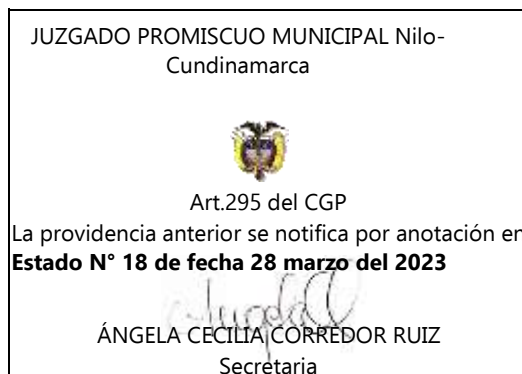 JUZGADO PROMISCUO MUNICIPAL Nilo-
Cundinamarca
Art.295 del CGP
La providencia anterior se notifica por anotación en
Estado N° 18 de fecha 28 marzo del 2023
ÁNGELA CECILIA CORREDOR RUIZ
Secretaria